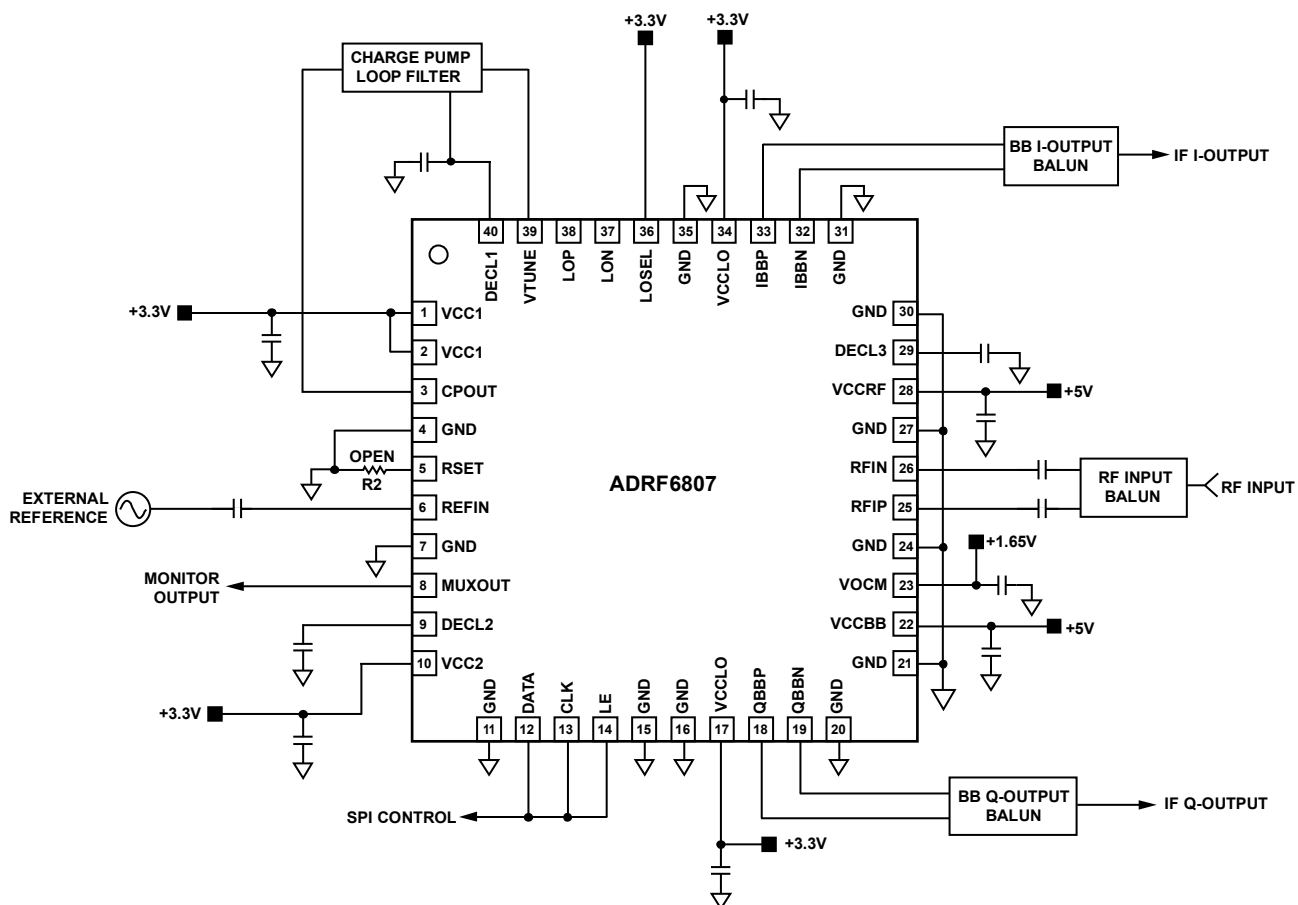 +3.3V
+3.3V
CHARGE PUMP
LOOP FILTER
BB I-OUTPUT
BALUN
IF I-OUTPUT
40
39
38
37
36
35
34
33
32
31
DECL1
VTUNE
LOP
LON
LOSEL
GND
VCCLO
IBBP
IBBN
GND
+3.3V
1
VCC1
2
VCC1
3
CPOUT
4
GND
OPEN
R2
5
RSET
EXTERNAL
REFERENCE
6
REFIN
7
GND
MONITOR
OUTPUT
8
MUXOUT
9
DECL2
10
VCC2
+3.3V
ADRF6807
GND
30
DECL3
29
VCCRF
28
+5V
GND
27
RFIN
26
RF INPUT
BALUN
RF INPUT
RFIP
25
GND
24
+1.65V
VOCM
23
VCCBB
22
+5V
GND
21
GND
DATA
CLK
LE
GND
GND
VCCLO
QBBP
QBBN
GND
11
12
13
14
15
16
17
18
19
20
SPI CONTROL
+3.3V
BB Q-OUTPUT
BALUN
IF Q-OUTPUT